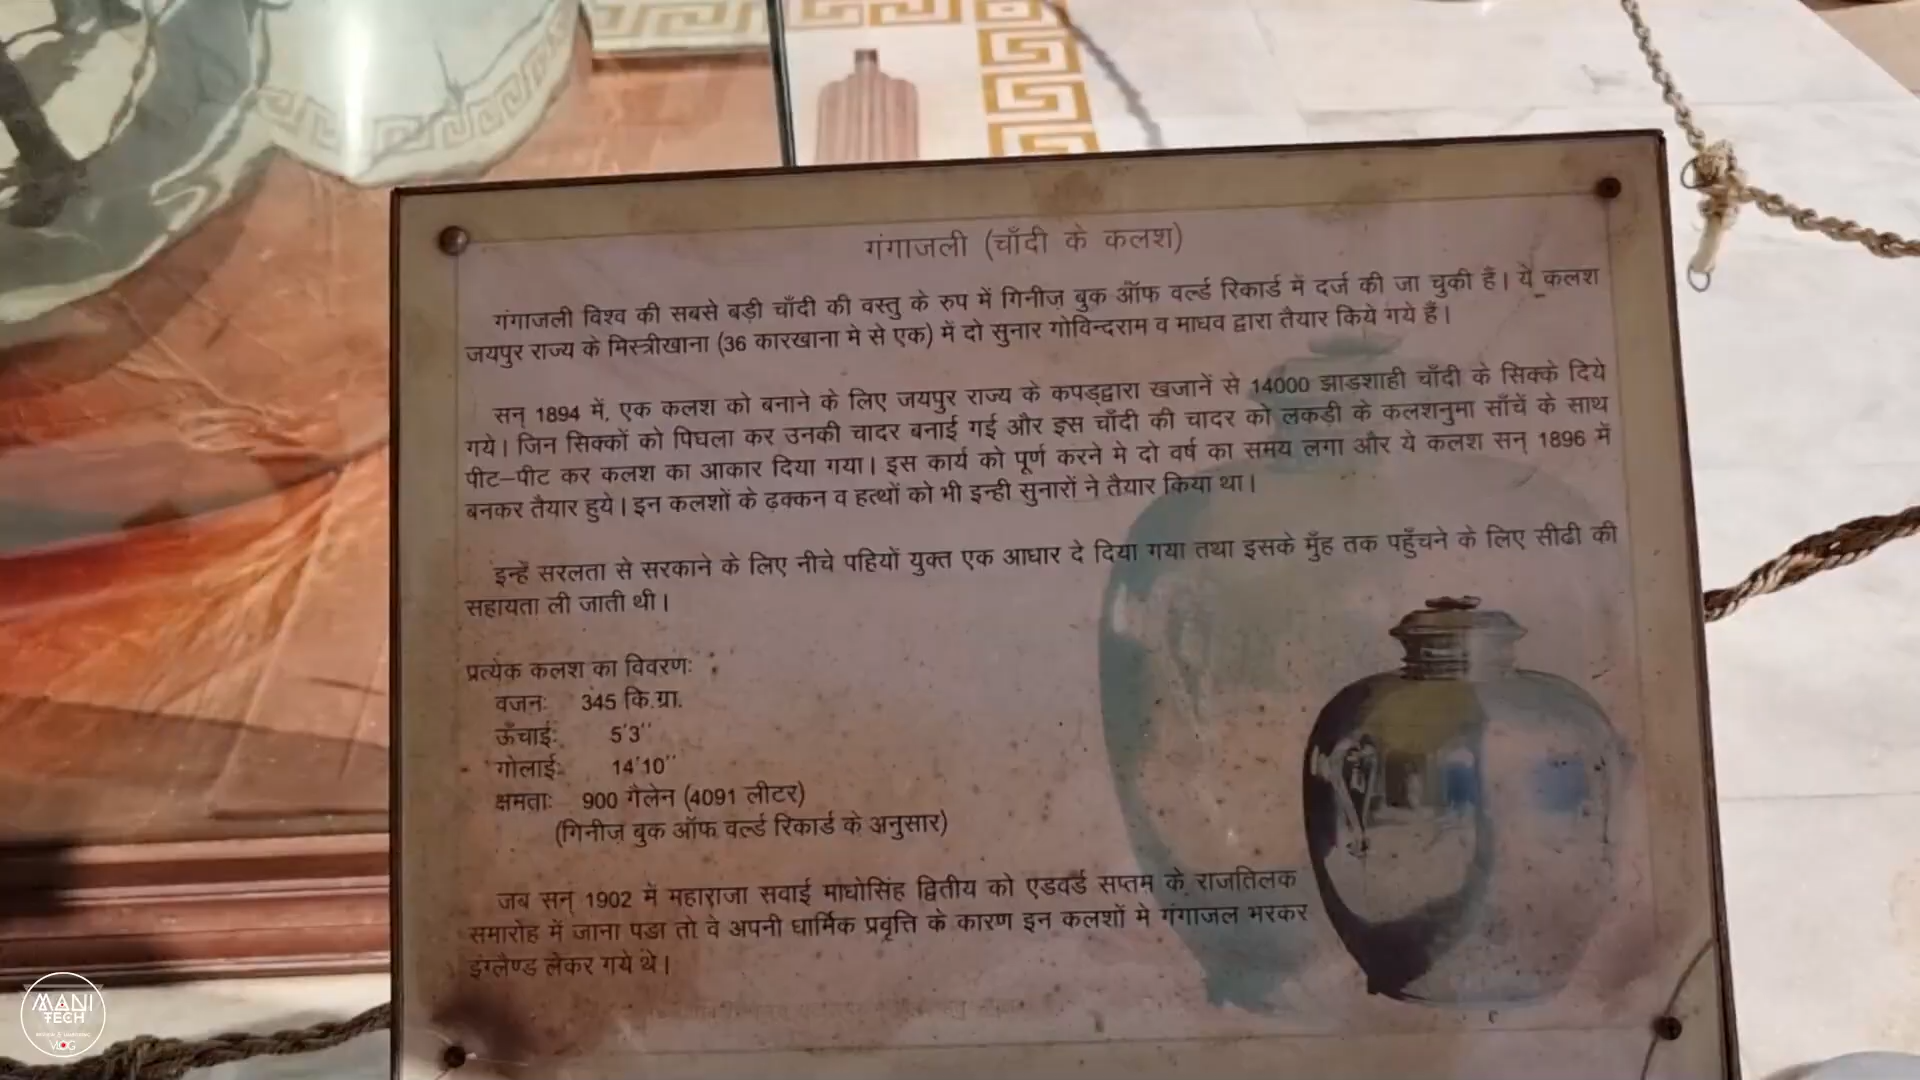 गंगाजली (चाँदी के कलश)
गंगाजली विश्व की सबसे बड़ी चाँदी की वस्तु के रुप में गिनीज़ बुक ऑफ वर्ल्ड रिकार्ड में दर्ज की जा चुकी हैं। ये कलश
जयपुर राज्य के मिस्त्रीखाना (36 कारखाना मे से एक) में दो सुनार गोविन्दराम व माधव द्वारा तैयार किये गये हैं।
सन् 1894 में, एक कलश को बनाने के लिए जयपुर राज्य के कपड्द्वारा खजानें से 14000 झाडशाही चाँदी के सिक्के दिये
गये। जिन सिक्कों को पिघला कर उनकी चादर बनाई गई और इस चाँदी की चादर को लकड़ी के कलशनुमा साँचें के साथ
पीट–पीट कर कलश का आकार दिया गया। इस कार्य को पूर्ण करने मे दो वर्ष का समय लगा और ये कलश सन् 1896 में
बनकर तैयार हुये। इन कलशों के ढ़क्कन व हत्थों को भी इन्ही सुनारों ने तैयार किया था।
इन्हें सरलता से सरकाने के लिए नीचे पहियों युक्त एक आधार दे दिया गया तथा इसके मुँह तक पहुँचने के लिए सीढी की
सहायता ली जाती थी।
प्रत्येक कलश का विवरणः
वजनः 345 कि.ग्रा.
ऊँचाईः 5'3''
गोलाईः 14'10''
क्षमताः 900 गैलेन (4091 लीटर)
(गिनीज़ बुक ऑफ वर्ल्ड रिकार्ड के अनुसार)
जब सन् 1902 में महाराजा सवाई माधोसिंह द्वितीय को एडवर्ड सप्तम के राजतिलक
समारोह में जाना पडा तो वे अपनी धार्मिक प्रवृत्ति के कारण इन कलशों मे गंगाजल भरकर
इंग्लैण्ड लेकर गये थे।
MANI
TECH
VLOG